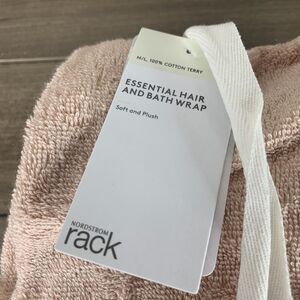 M/L, 100% COTTON TERRY
ESSENTIAL HAIR
AND BATH WRAP
Soft and Plush
NORDSTROM
rack